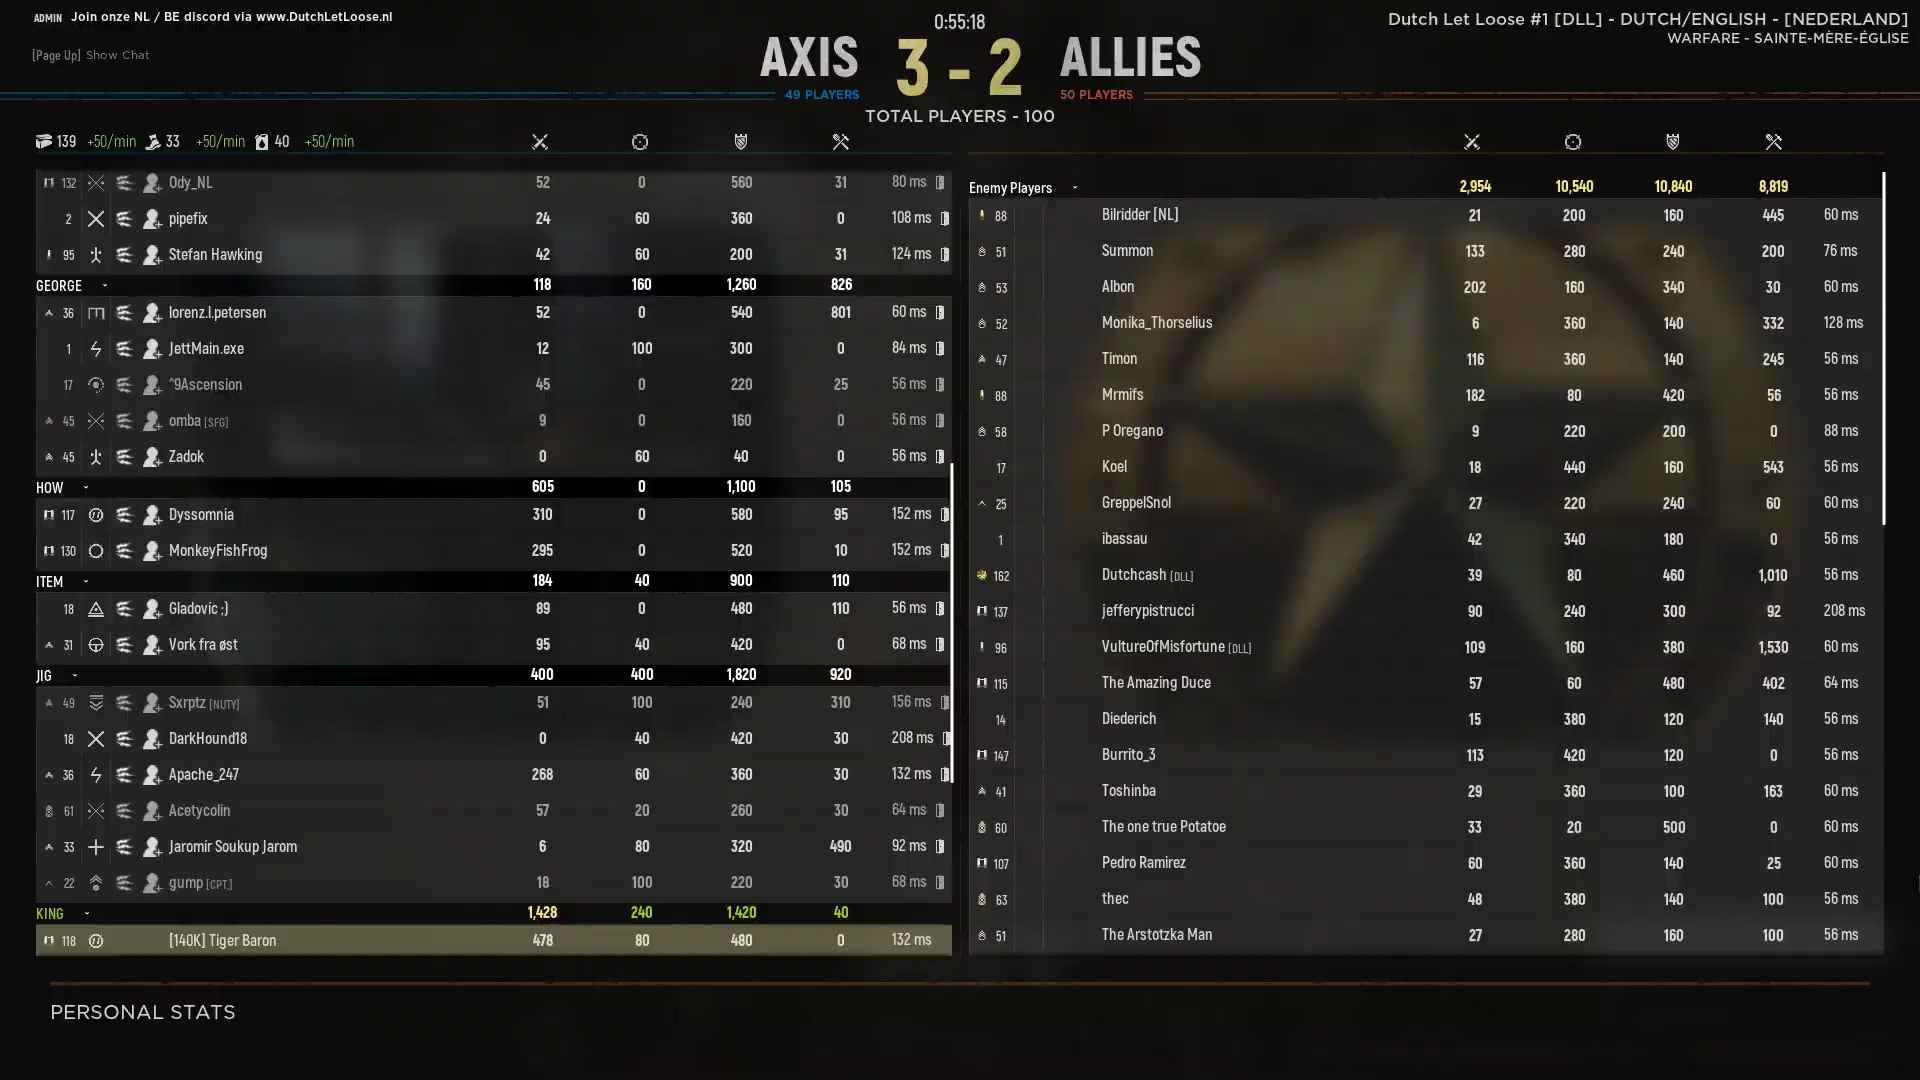 ADMIN Join onze NL / BE discord via www.DutchLetLoose.nl
[Page Up] Show Chat
0:55:18
AXIS 3 - 2 ALLIES
49 PLAYERS 50 PLAYERS
TOTAL PLAYERS - 100
Dutch Let Loose #1 [DLL] - DUTCH/ENGLISH - [NEDERLAND]
WARFARE - SAINTE-MÈRE-ÉGLISE
139 +50/min 33 +50/min 40 +50/min
132 Ody_NL 52 0 560 31 80 ms
2 pipefix 24 60 360 0 108 ms
95 Stefan Hawking 42 60 200 31 124 ms
GEORGE 118 160 1,260 826
36 lorenz.l.petersen 52 0 540 801 60 ms
1 JettMain.exe 12 100 300 0 84 ms
17 ^9Ascension 45 0 220 25 56 ms
45 omba [SFG] 9 0 160 0 56 ms
45 Zadok 0 60 40 0 56 ms
HOW 605 0 1,100 105
117 Dyssomnia 310 0 580 95 152 ms
130 MonkeyFishFrog 295 0 520 10 152 ms
ITEM 184 40 900 110
18 Gladovíc ;) 89 0 480 110 56 ms
31 Vork fra øst 95 40 420 0 68 ms
JIG 400 400 1,820 920
49 Sxrptz [NUTY] 51 100 240 310 156 ms
18 DarkHound18 0 40 420 30 208 ms
36 Apache_247 268 60 360 30 132 ms
61 Acetycolin 57 20 260 30 64 ms
33 Jaromír Soukup Jarom 6 80 320 490 92 ms
22 gump [CPT.] 18 100 220 30 68 ms
KING 1,428 240 1,420 40
118 [140K] Tiger Baron 478 80 480 0 132 ms
Enemy Players 2,954 10,540 10,840 8,819
88 Bilridder [NL] 21 200 160 445 60 ms
51 Summon 133 280 240 200 76 ms
53 Albon 202 160 340 30 60 ms
52 Monika_Thorselius 6 360 140 332 128 ms
47 Timon 116 360 140 245 56 ms
88 Mrmifs 182 80 420 56 56 ms
58 P Oregano 9 220 200 0 88 ms
17 Koel 18 440 160 543 56 ms
25 GreppelSnol 27 220 240 60 60 ms
1 ibassau 42 340 180 0 56 ms
162 Dutchcash [DLL] 39 80 460 1,010 56 ms
137 jefferypistrucci 90 240 300 92 208 ms
96 VultureOfMisfortune [DLL] 109 160 380 1,530 60 ms
115 The Amazing Duce 57 60 480 402 64 ms
14 Diederich 15 380 120 140 56 ms
147 Burrito_3 113 420 120 0 56 ms
41 Toshinba 29 360 100 163 60 ms
60 The one true Potatoe 33 20 500 0 60 ms
107 Pedro Ramirez 60 360 140 25 60 ms
63 thec 48 380 140 100 56 ms
51 The Arstotzka Man 27 280 160 100 56 ms
PERSONAL STATS